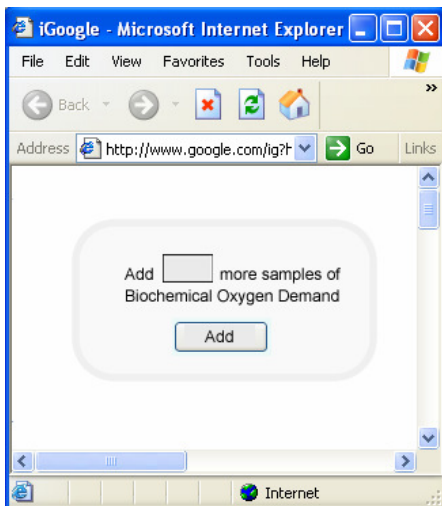 iGoogle - Microsoft Internet Explorer
File Edit View Favorites Tools Help
Back
»
Address http://www.google.com/ig?h Go Links
Add more samples of
Biochemical Oxygen Demand
Add
Internet